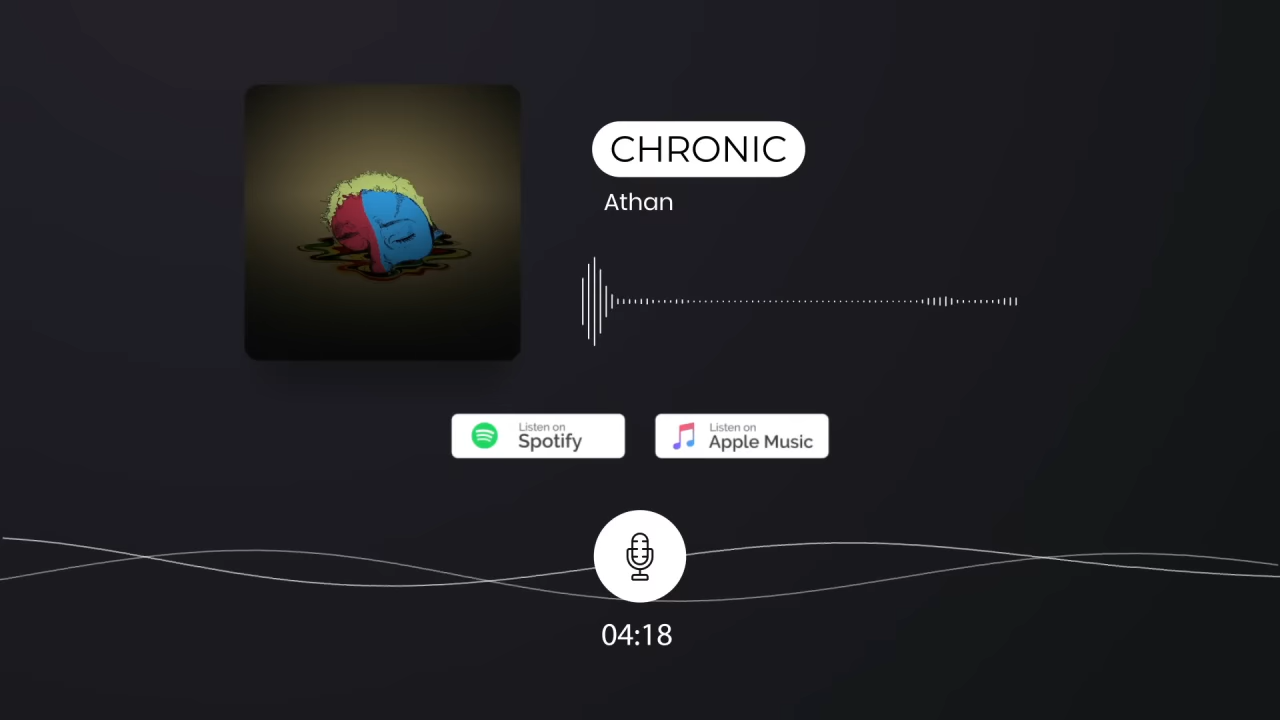 CHRONIC
Athan
Listen on
Spotify
Listen on
Apple Music
04:18